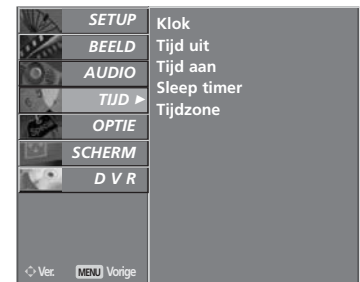 SETUP
BEELD
AUDIO
TIJD
OPTIE
SCHERM
D V R
Klok
Tijd uit
Tijd aan
Sleep timer
Tijdzone
Ver. MENU Vorige